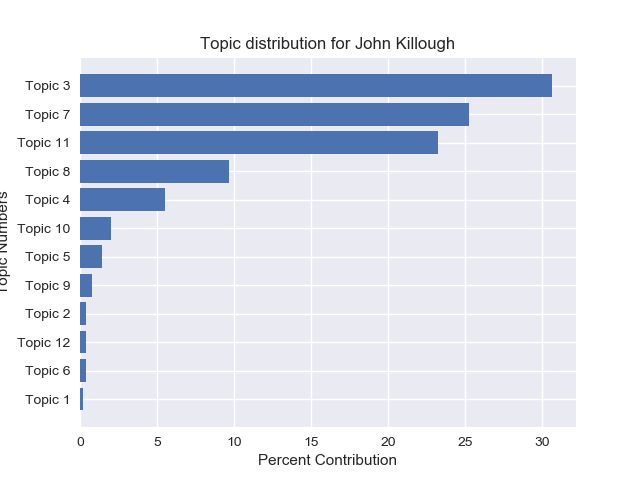 Topic distribution for John Killough
Topic 3
Topic 7
Topic 11
Topic 8
Topic 4
Topic 10
Topic 5
Topic 9
Topic 2
Topic 12
Topic 6
Topic 1
Topic Numbers
0 5 10 15 20 25 30
Percent Contribution